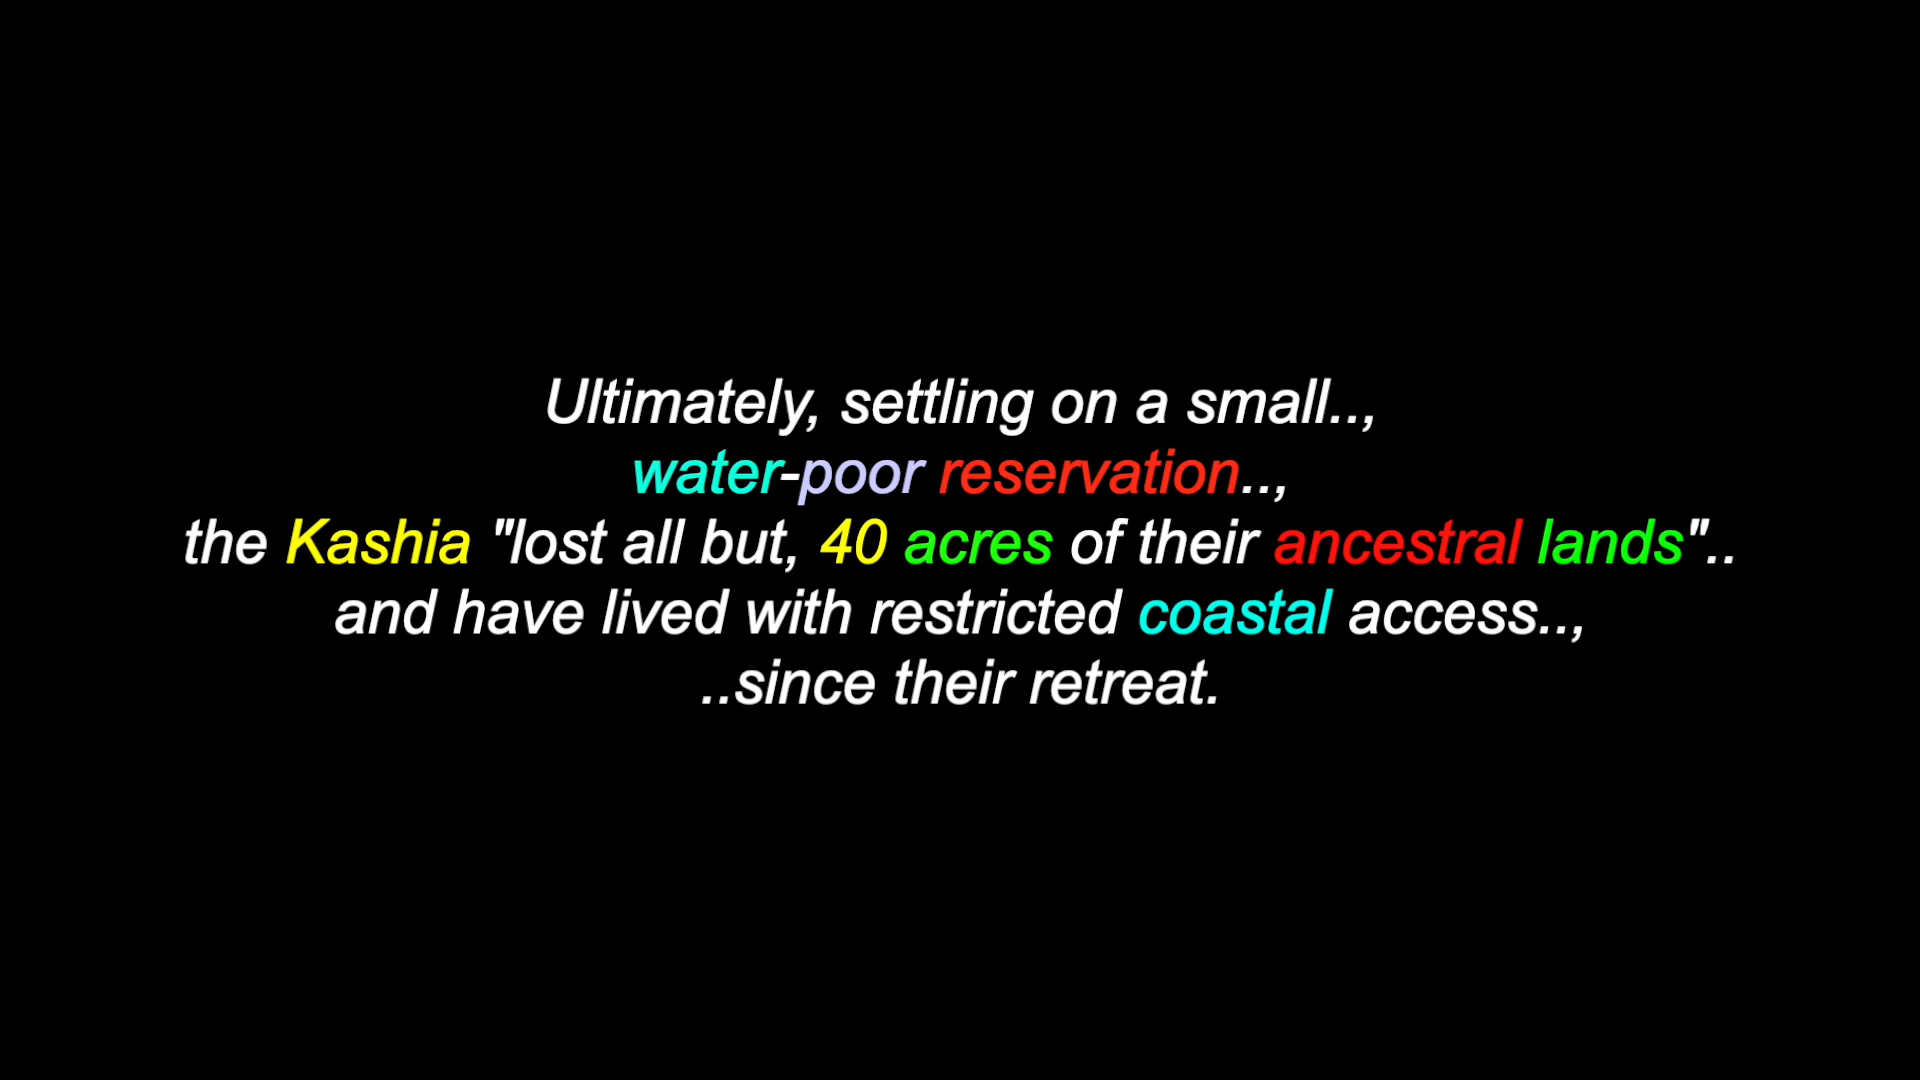 Ultimately, settling on a small..,
water-poor reservation..,
the Kashia "lost all but, 40 acres of their ancestral lands"..
and have lived with restricted coastal access..,
..since their retreat.